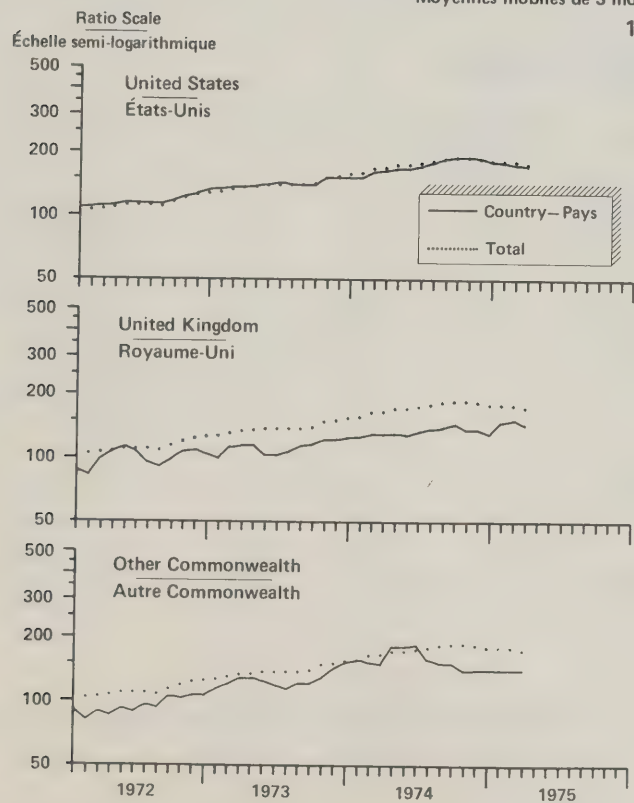 Ratio Scale
Échelle semi-logarithmique
1
500
300
200
100
50
United States
États-Unis
Country—Pays
Total
500
300
200
100
50
United Kingdom
Royaume-Uni
500
300
200
100
50
Other Commonwealth
Autre Commonwealth
1972 1973 1974 1975